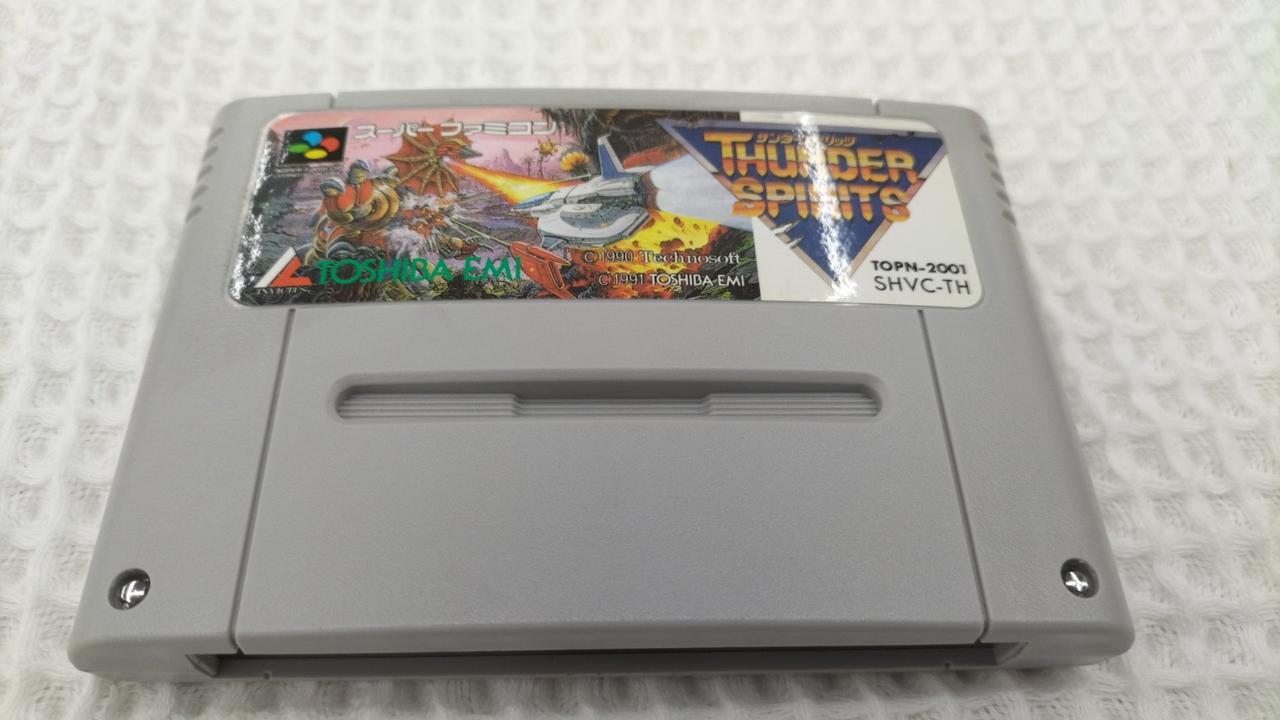 スーパーファミコン
THUNDER
SPIRITS
TOSHIBA EMI
C 1990 Technosoft
C 1991 TOSHIBA EMI
TOPN-2001
SHVC-TH